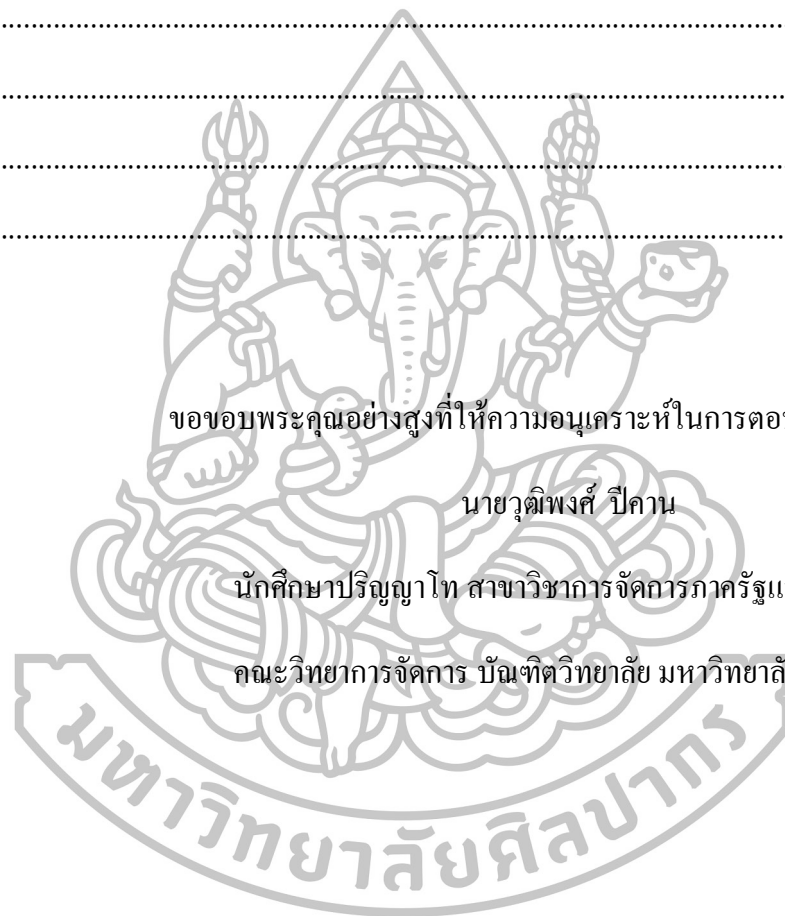 ................................................................................
................................................................................
................................................................................
................................................................................
ขอขอบพระคุณอย่างสูงที่ให้ความอนุเคราะห์ในการตอบ
นายวุฒิพงศ์ ปีคาน
นักศึกษาปริญญาโท สาขาวิชาการจัดการภาครัฐแ
คณะวิทยาการจัดการ บัณฑิตวิทยาลัย มหาวิทยาลั
มหาวิทยาลัยศิลปากร